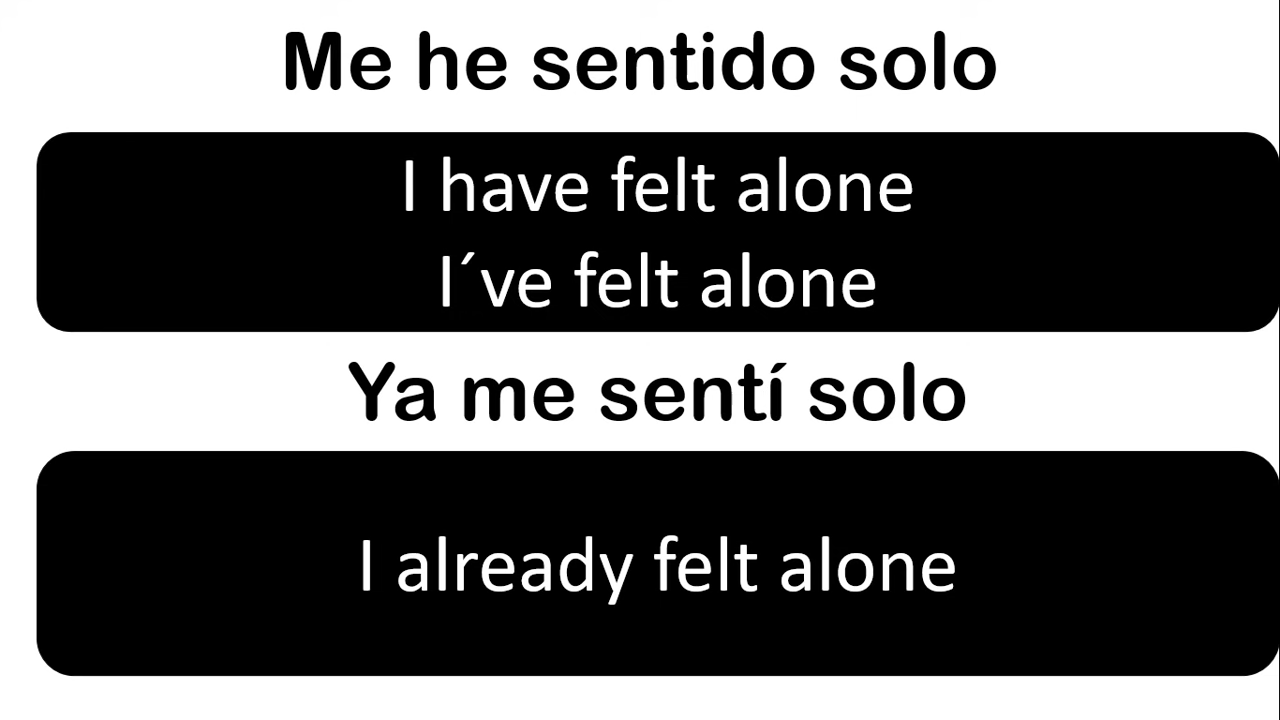 Me he sentido solo
I have felt alone
I´ve felt alone
Ya me sentí solo
I already felt alone